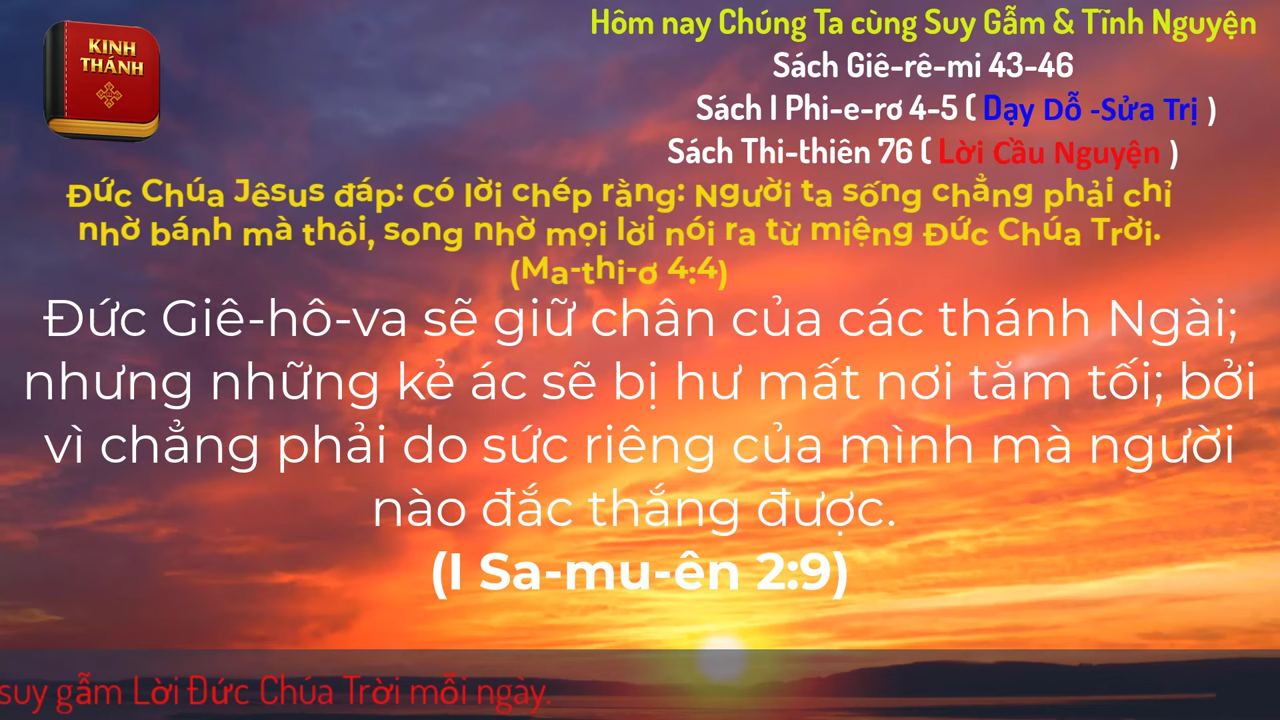 KINH
THÁNH
Hôm nay Chúng Ta cùng Suy Gẫm & Tĩnh Nguyện
Sách Giê-rê-mi 43-46
Sách I Phi-e-rơ 4-5 ( Dạy Dỗ -Sửa Trị )
Sách Thi-thiên 76 ( Lời Cầu Nguyện )
Đức Chúa Jêsus đáp: Có lời chép rằng: Người ta sống chẳng phải chỉ
nhờ bánh mà thôi, song nhờ mọi lời nói ra từ miệng Đức Chúa Trời.
(Ma-thi-ơ 4:4)
Đức Giê-hô-va sẽ giữ chân của các thánh Ngài;
nhưng những kẻ ác sẽ bị hư mất nơi tăm tối; bởi
vì chẳng phải do sức riêng của mình mà người
nào đắc thắng được.
(I Sa-mu-ên 2:9)
suy gẫm Lời Đức Chúa Trời mỗi ngày.